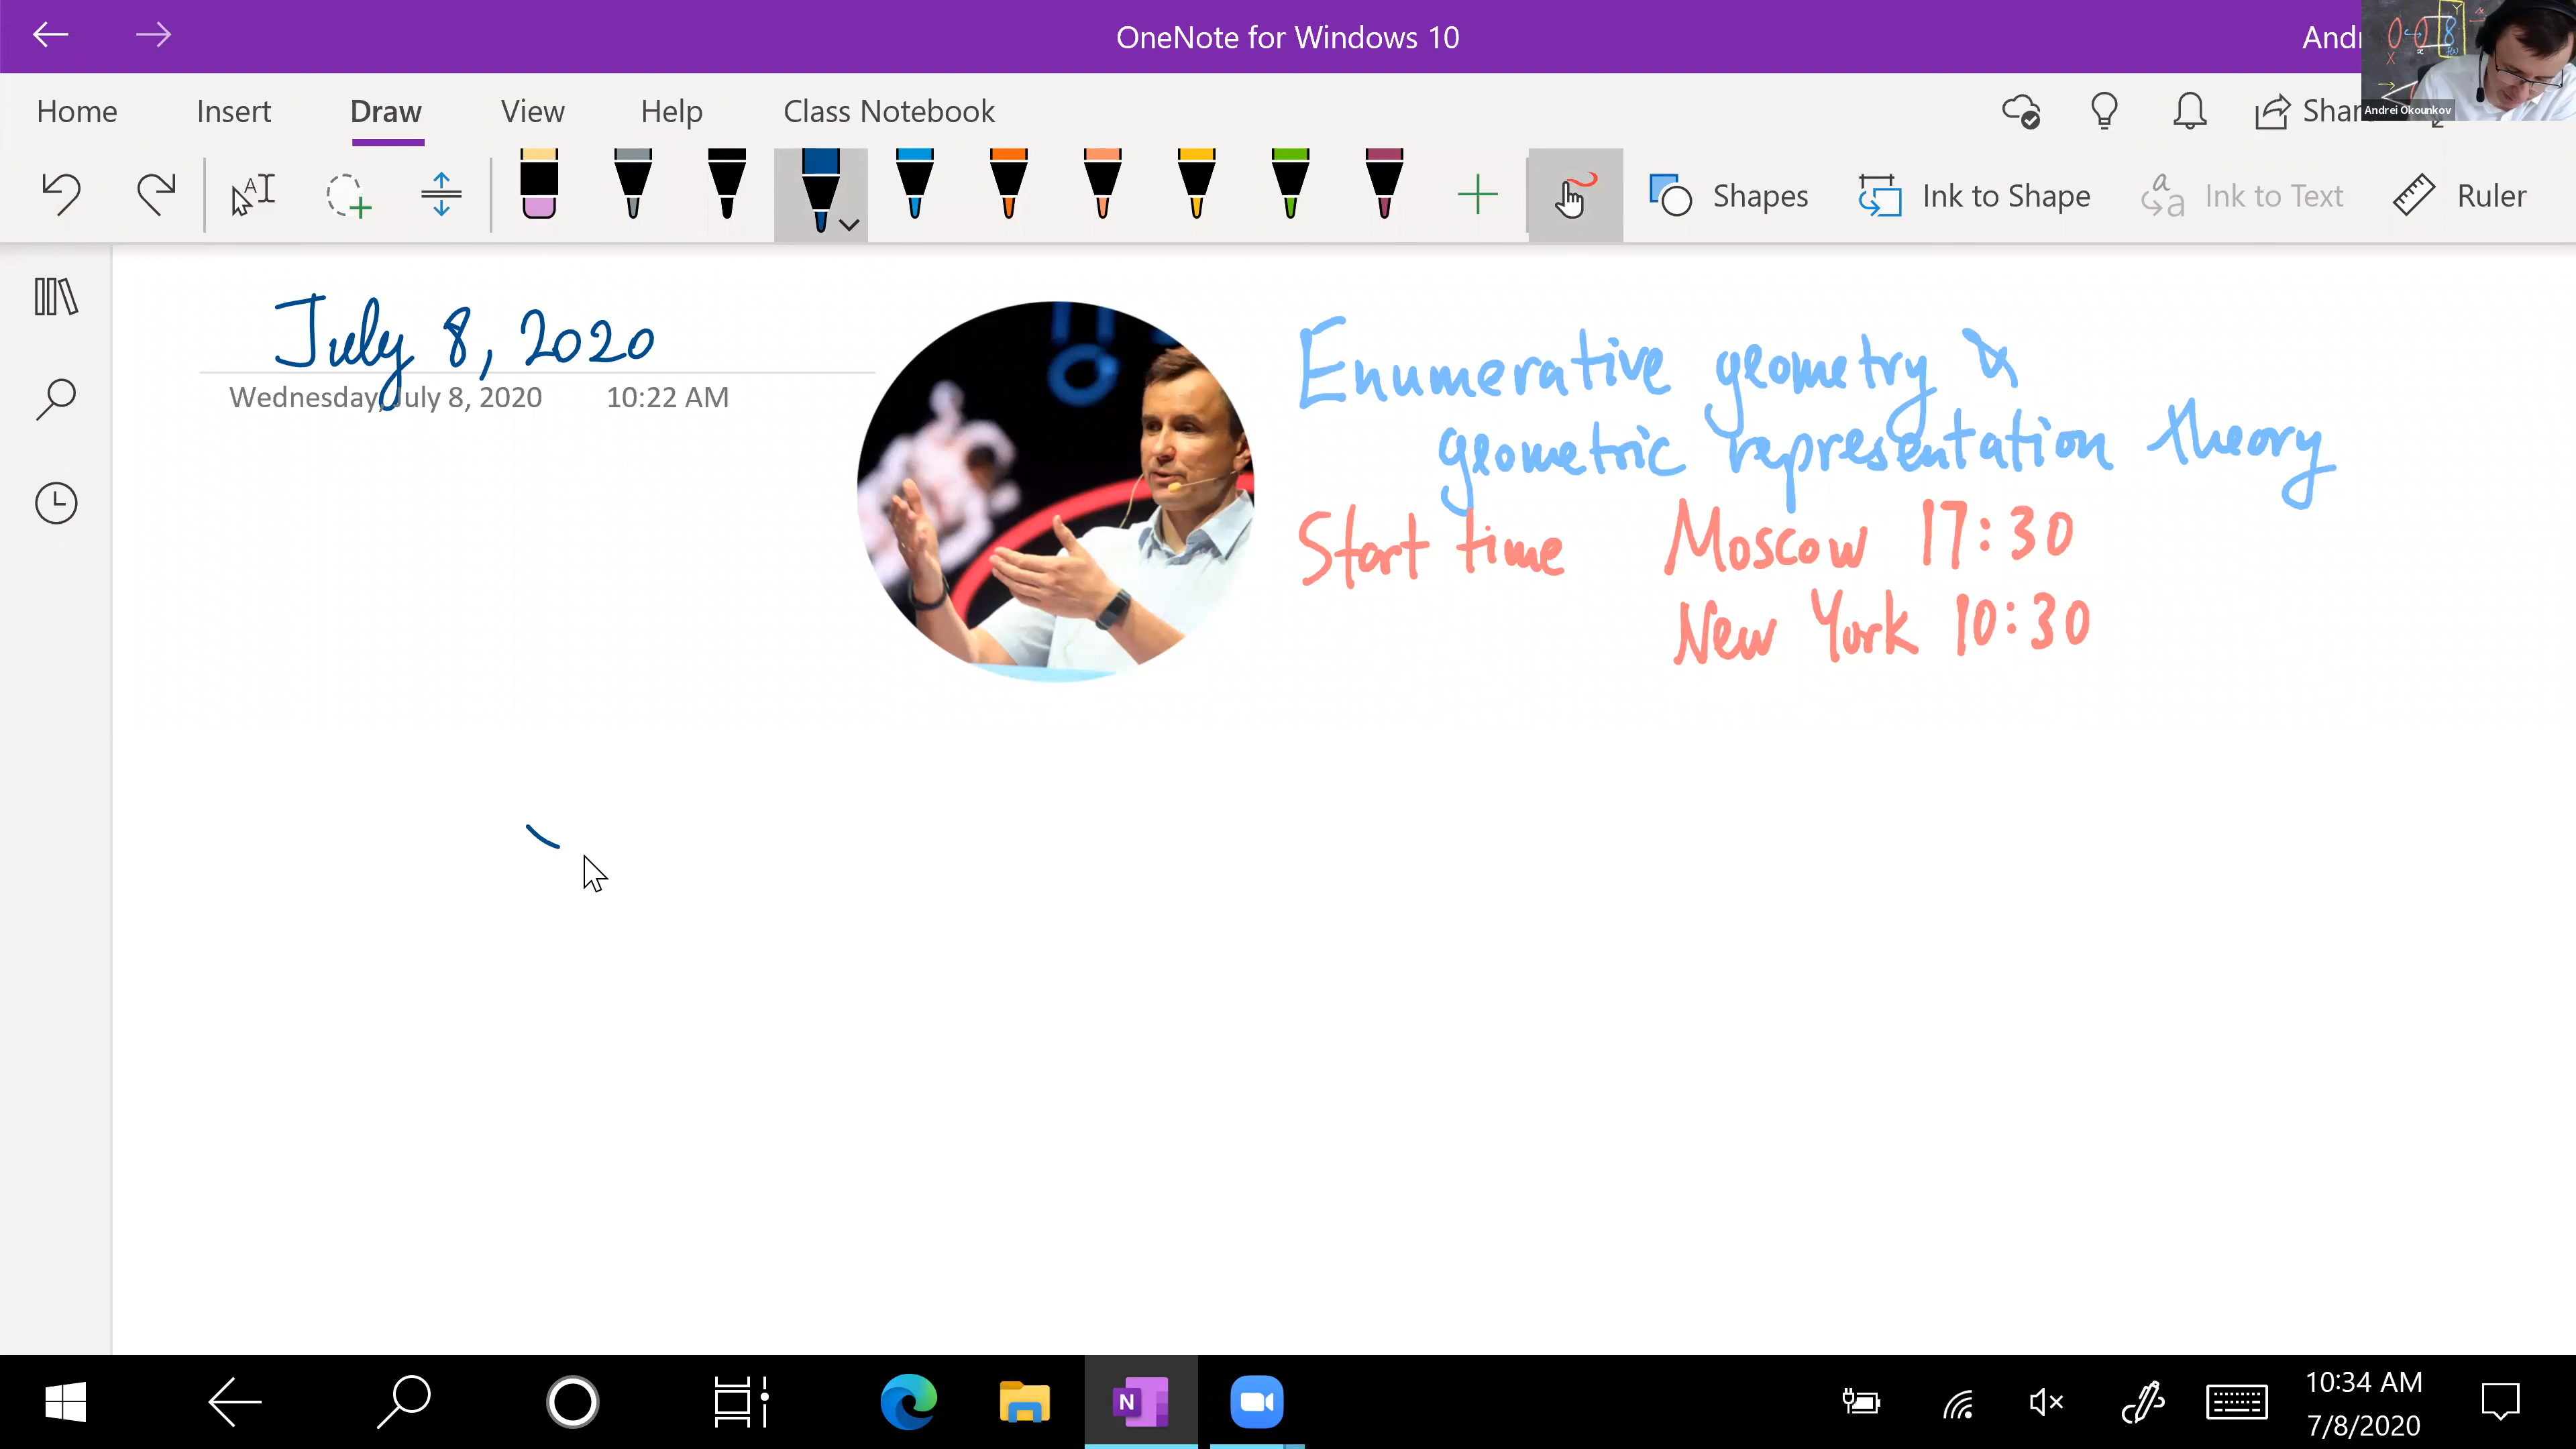 OneNote for Windows 10
Andrei Okounkov
Home Insert Draw View Help Class Notebook
Ink to Shape Ink to Text Shapes Ruler
July 8, 2020
Wednesday, July 8, 2020 10:22 AM
Enumerative geometry &
geometric representation theory
Start time Moscow 17:30
New York 10:30
10:34 AM
7/8/2020